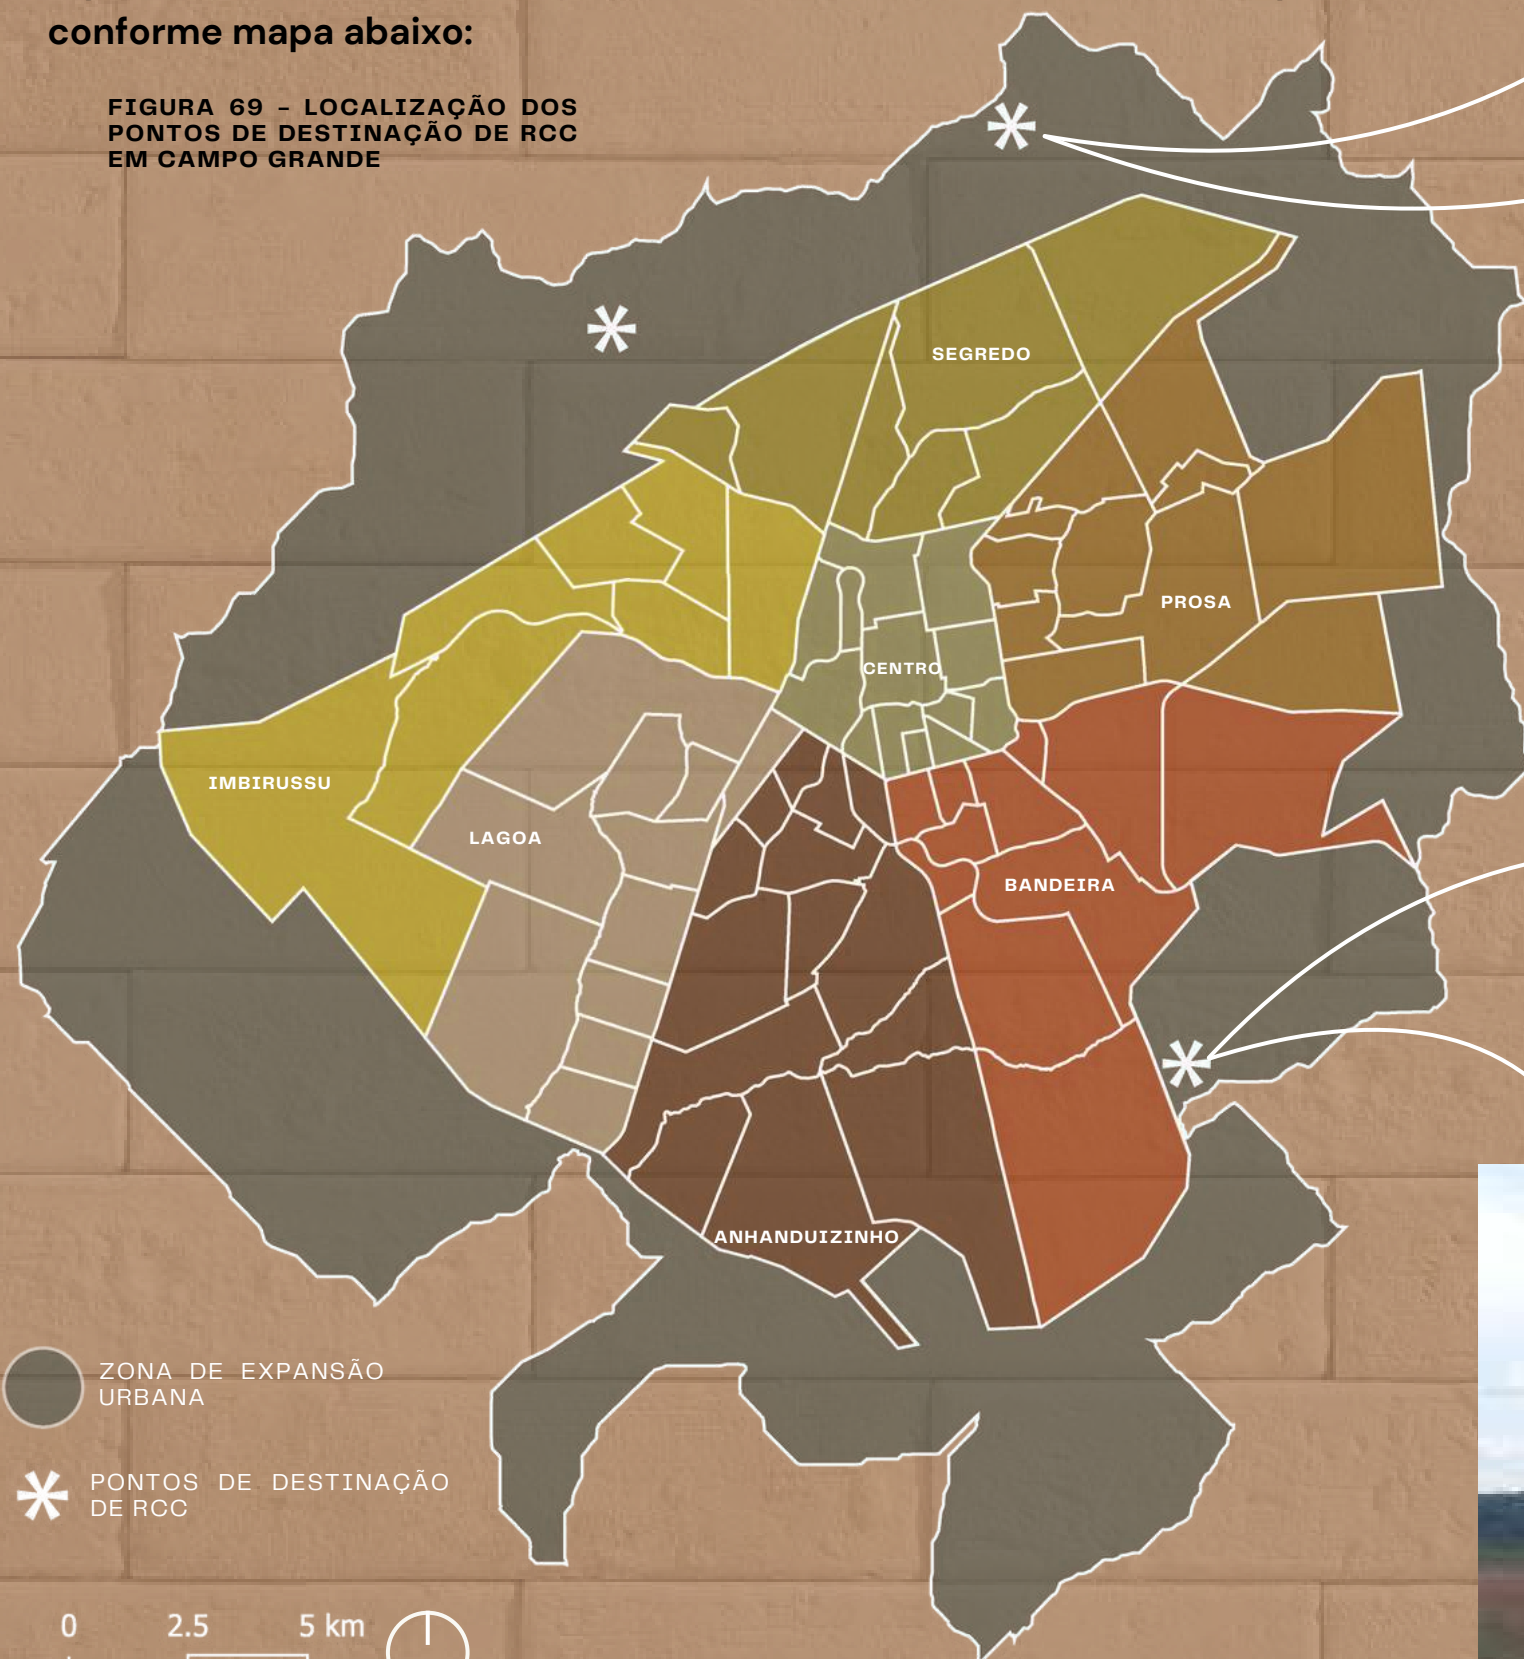 conforme mapa abaixo:
FIGURA 69 - LOCALIZAÇÃO DOS
PONTOS DE DESTINAÇÃO DE RCC
EM CAMPO GRANDE
SEGREDO
PROSA
CENTRO
IMBIRUSSU
LAGOA
BANDEIRA
ANHANDUIZINHO
ZONA DE EXPANSÃO
URBANA
PONTOS DE DESTINAÇÃO
DE RCC
0 2.5 5 km